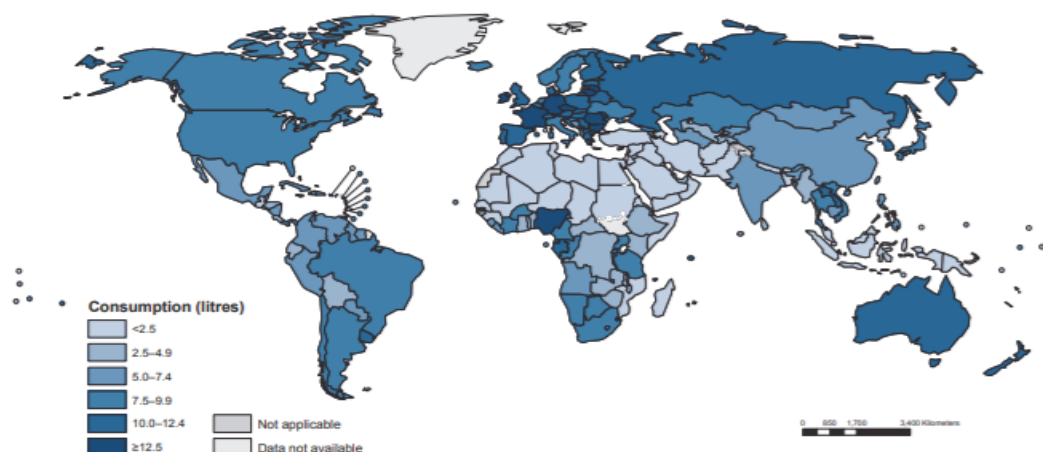 Consumption (litres)
<2.5
2.5–4.9
5.0–7.4
7.5–9.9
10.0–12.4
≥12.5
Not applicable
Data not available
0 850 1,700 3,400 Kilometers